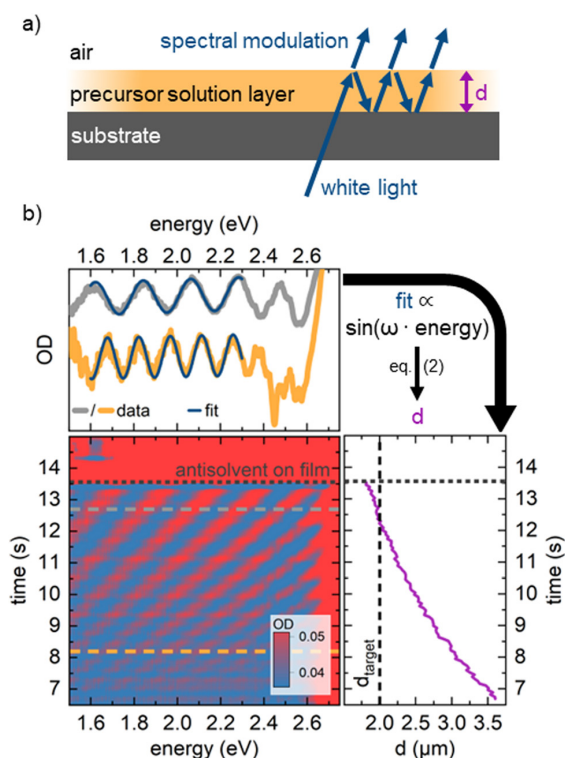 a)
air
spectral modulation
precursor solution layer
d
substrate
white light
b)
energy (eV)
1.6 1.8 2.0 2.2 2.4 2.6
OD
/ data fit
fit ∝
sin(ω · energy)
eq. (2)
d
antisolvent on film
time (s)
14
13
12
11
10
9
8
7
OD
0.05
0.04
1.6 1.8 2.0 2.2 2.4 2.6
energy (eV)
d_target
14
13
12
11
10
9
8
7
time (s)
2.0 2.5 3.0 3.5
d (μm)